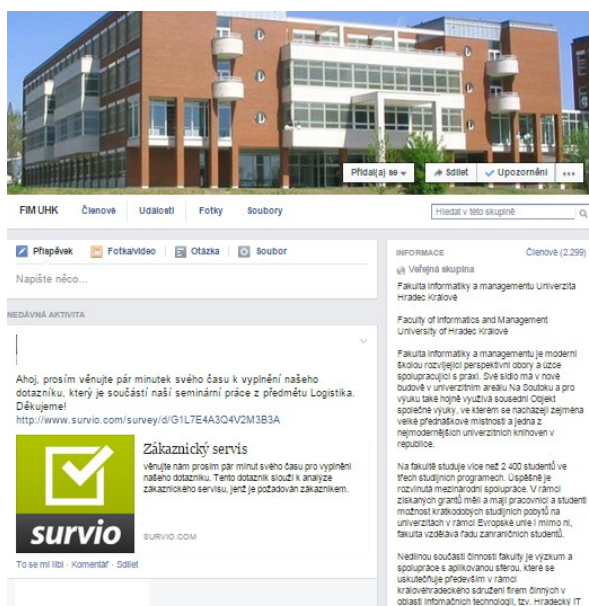 Přidal(a) se
Sdílet
Upozornění
FIM UHK
Členové
Události
Fotky
Soubory
Hledat v této skupině
Příspěvek
Fotka/video
Otázka
Soubor
Napište něco...
NEDÁVNÁ AKTIVITA
Ahoj, prosím věnujte pár minutek svého času k vyplnění našeho
dotazníku, který je součástí naší seminární práce z předmětu Logistika.
Děkujeme!
http://www.survio.com/survey/d/G1L7E4A3Q4V2M3B3A
survio
Zákaznický servis
věnujte nám prosím pár minut svého času pro vyplnění
našeho dotazníku. Tento dotazník slouží k analýze
zákaznického servisu, jenž je požadován zákazníkem.
SURVIO.COM
To se mi líbí · Komentář · Sdílet
INFORMACE
Členové (2.299)
Veřejná skupina
Fakulta informatiky a managementu Univerzita
Hradec Králové
Faculty of Informatics and Management
University of Hradec Králové
Fakulta informatiky a managementu je moderní
školou rozvíjející perspektivní obory a úzce
spolupracující s praxí. Své sídlo má v nové
budově v univerzitním areálu Na Soutoku a pro
výuku také hojně využívá sousední Objekt
společné výuky, ve kterém se nacházejí zejména
velké přednáškové místnosti a jedna z
nejmodernějších univerzitních knihoven v
republice.
Na fakultě studuje více než 2 400 studentů ve
třech studijních programech. Úspěšně je
rozvinutá mezinárodní spolupráce. V rámci
získaných grantů měli a mají pracovníci a studenti
možnost krátkodobých studijních pobytů na
univerzitách v rámci Evropské unie i mimo ni,
fakulta vzdělává řadu zahraničních studentů.
Nedílnou součástí činnosti fakulty je výzkum a
spolupráce s aplikovanou sférou, které se
uskutečňuje především v rámci
královéhradeckého sdružení firem činných v
oblasti infomačních technologií, tzv. Hradecký IT